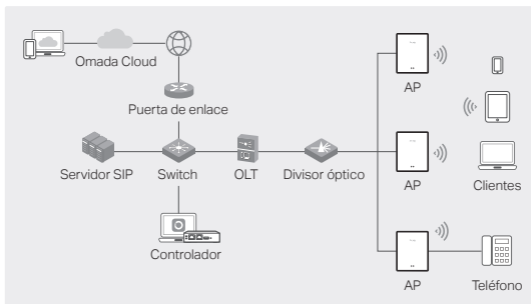 Omada Cloud
Puerta de enlace
AP
Servidor SIP
Switch
OLT
Divisor óptico
AP
Clientes
Controlador
AP
Teléfono